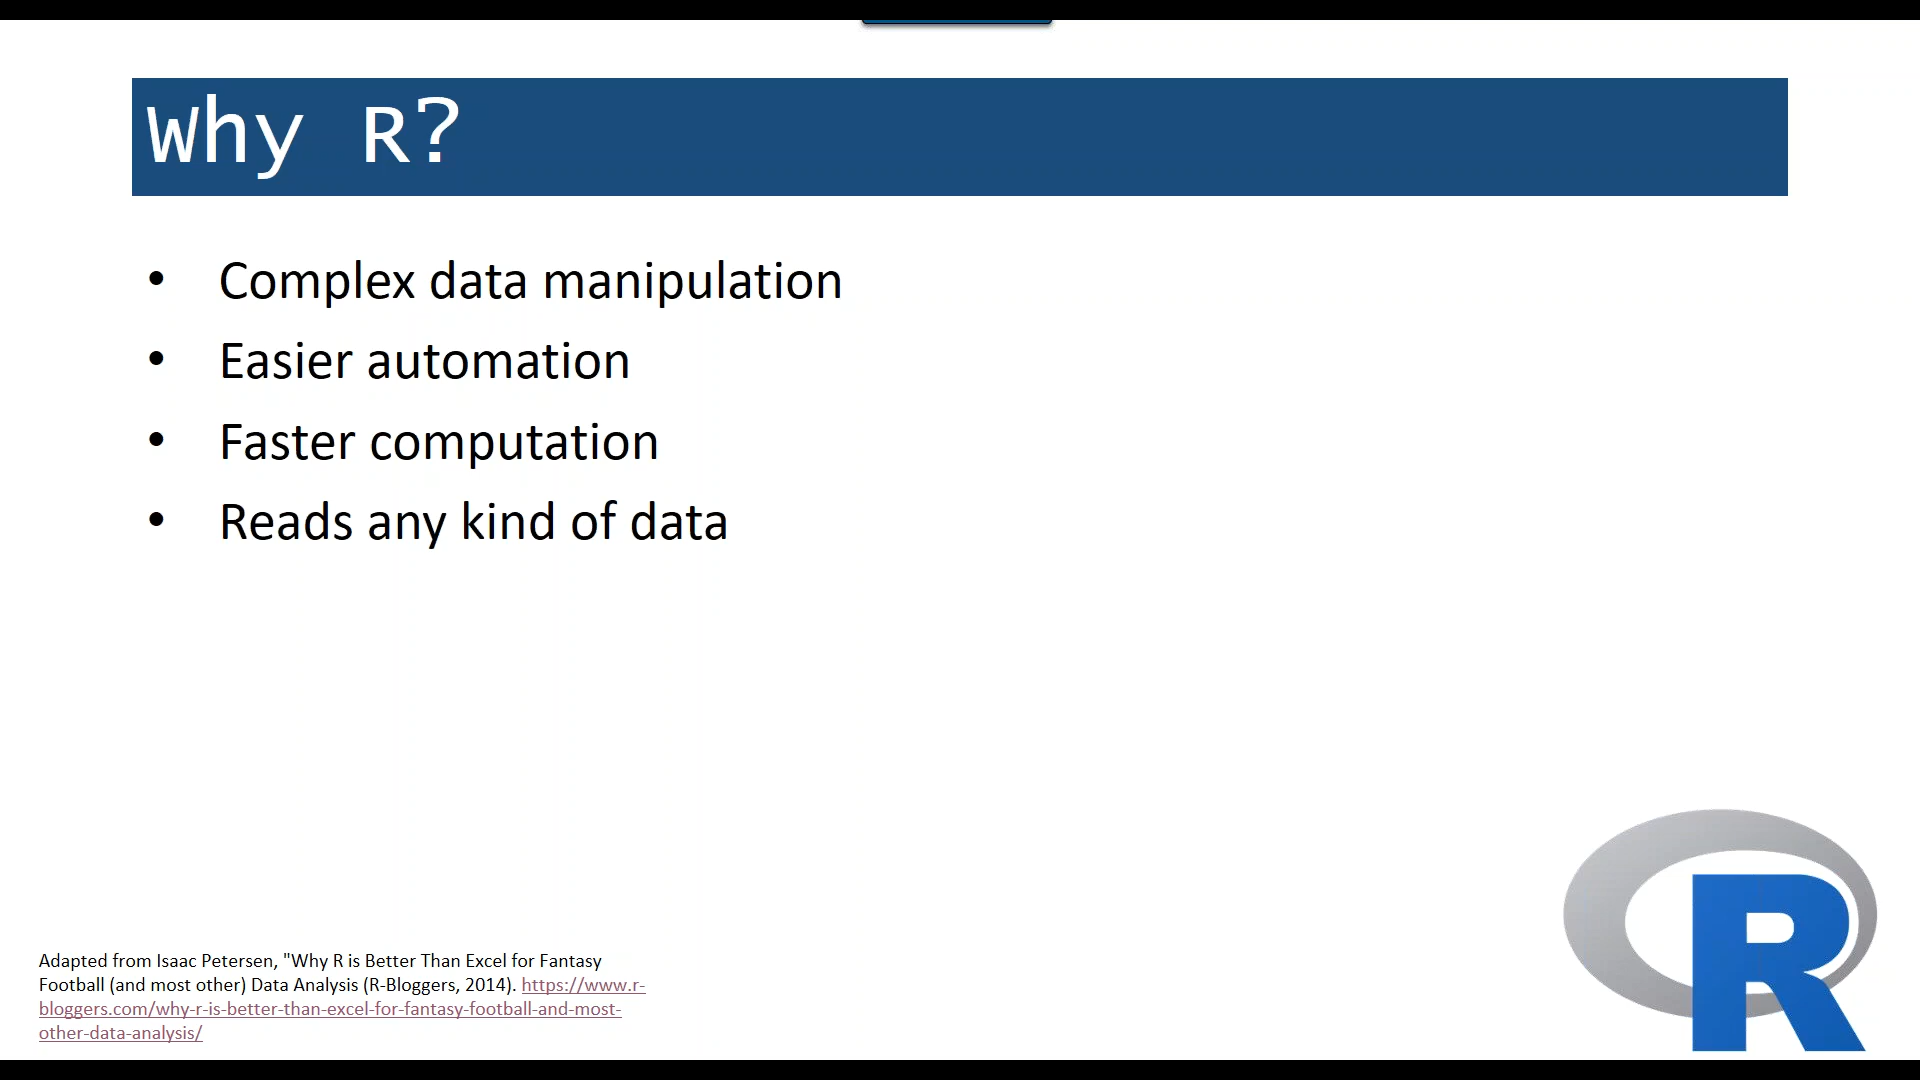 Why R?
• Complex data manipulation
• Easier automation
• Faster computation
• Reads any kind of data
Adapted from Isaac Petersen, "Why R is Better Than Excel for Fantasy
Football (and most other) Data Analysis (R-Bloggers, 2014). https://www.r-
bloggers.com/why-r-is-better-than-excel-for-fantasy-football-and-most-
other-data-analysis/
R